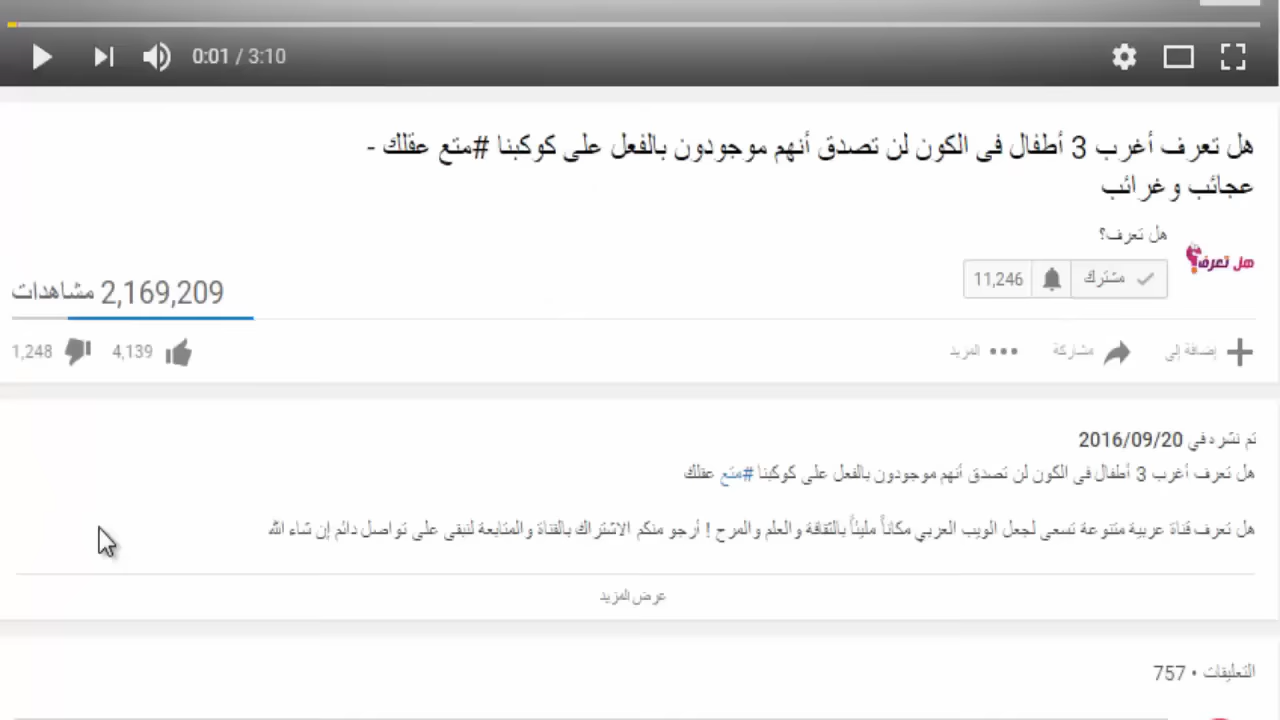 0:01 / 3:10
هل تعرف أغرب 3 أطفال فى الكون لن تصدق أنهم موجودون بالفعل على كوكبنا #متع عقلك -
عجائب وغرائب
هل تعرف؟
هل تعرف؟
مشترك 11,246
2,169,209 مشاهدات
إضافة إلى مشاركة المزيد 4,139 1,248
تم نشره في 2016/09/20
هل تعرف أغرب 3 أطفال فى الكون لن تصدق أنهم موجودون بالفعل على كوكبنا #متع عقلك
هل تعرف قناة عربية متنوعة تسعى لجعل الويب العربي مكاناً مليئاً بالثقافة والعلم والمرح ! أرجو منكم الاشتراك بالقناة والمتابعة لنبقى على تواصل دائم إن شاء الله
عرض المزيد
التعليقات • 757